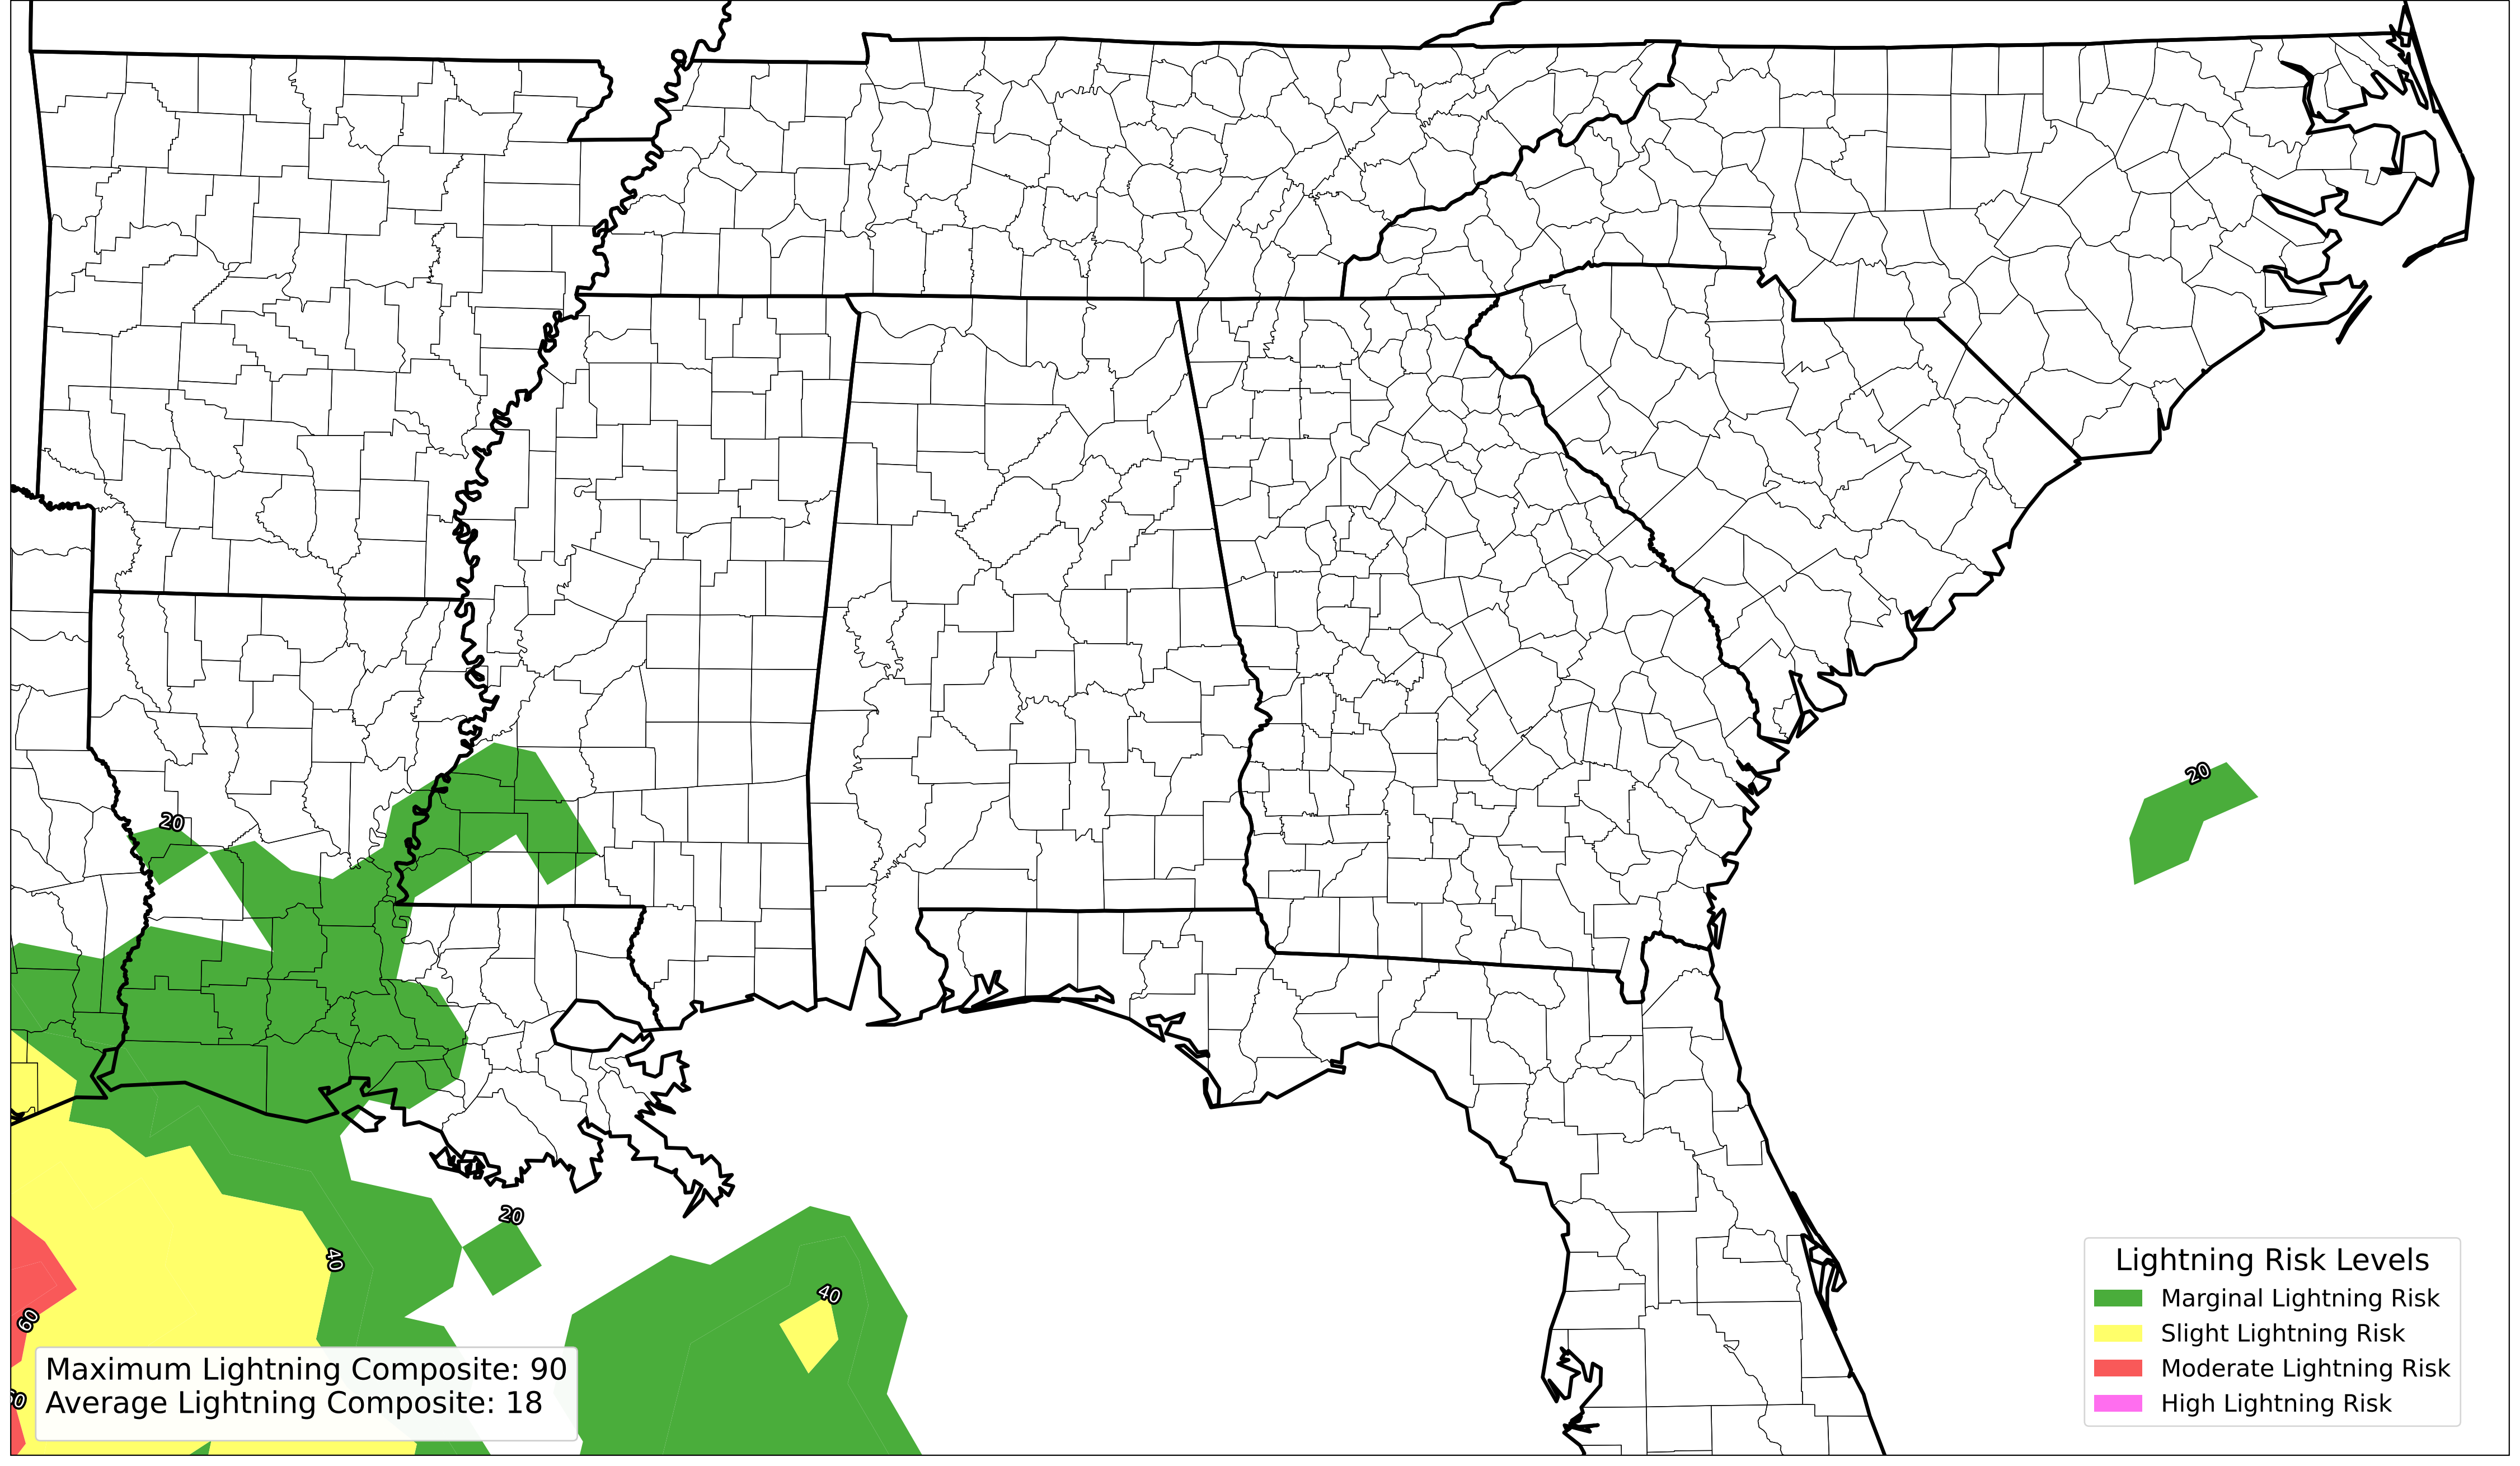 20
20
20
40
40
60
Maximum Lightning Composite: 90
Average Lightning Composite: 18
Lightning Risk Levels
Marginal Lightning Risk
Slight Lightning Risk
Moderate Lightning Risk
High Lightning Risk